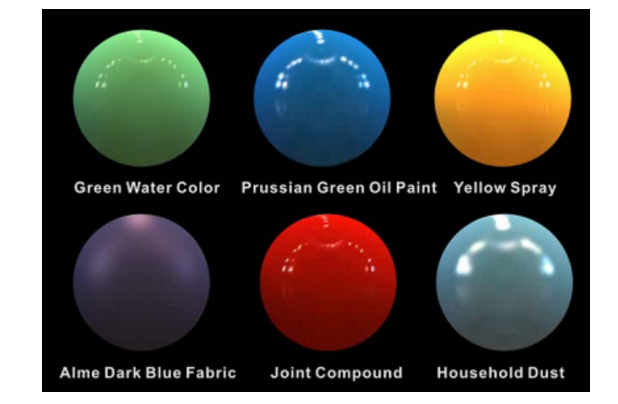 Green Water Color
Prussian Green Oil Paint
Yellow Spray
Alme Dark Blue Fabric
Joint Compound
Household Dust